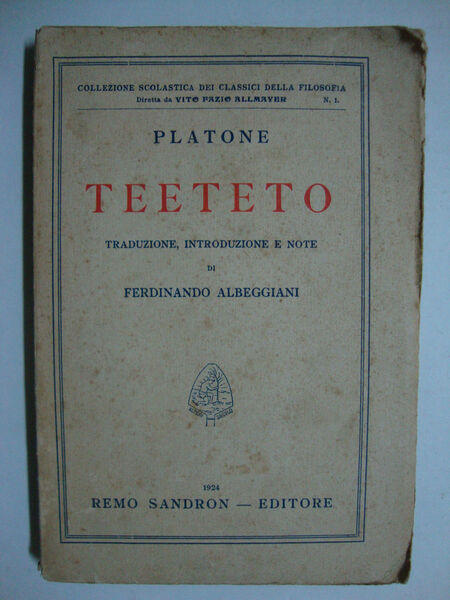 COLLEZIONE SCOLASTICA DEI CLASSICI DELLA FILOSOFIA
Diretta da VITO FAZIO ALLMAYER N. 1.
PLATONE
TEETETO
TRADUZIONE, INTRODUZIONE E NOTE
DI
FERDINANDO ALBEGGIANI
1924
REMO SANDRON — EDITORE